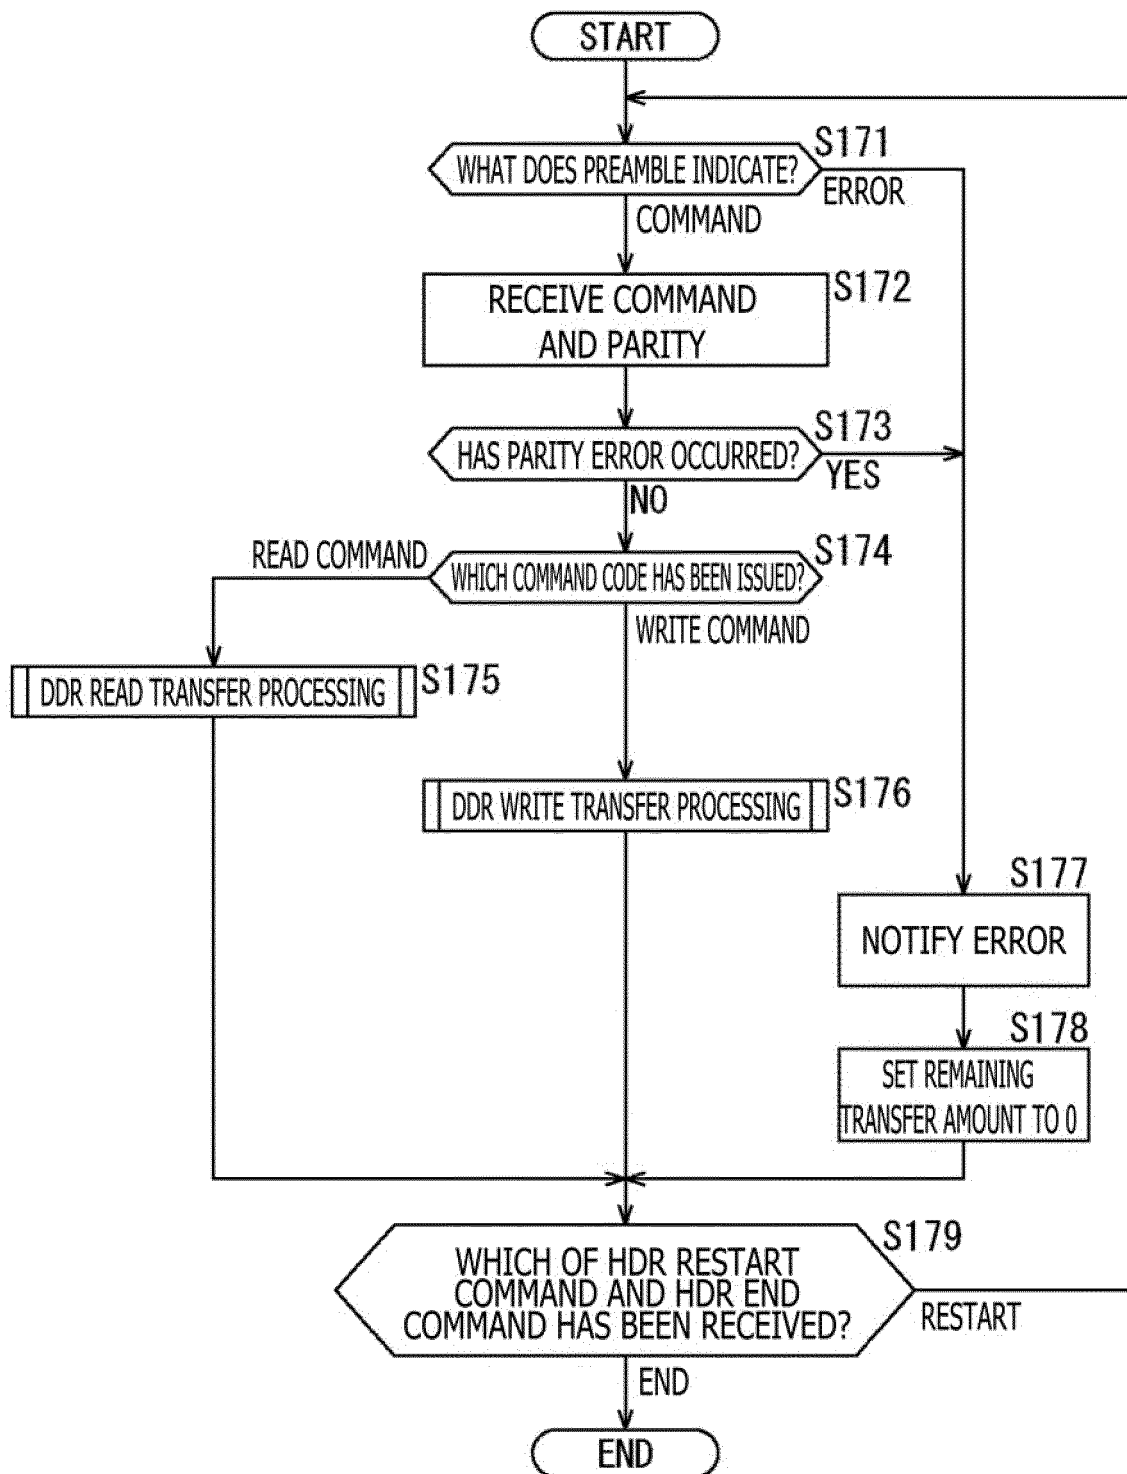 START
S171
WHAT DOES PREAMBLE INDICATE?
ERROR
COMMAND
S172
RECEIVE COMMAND
AND PARITY
S173
HAS PARITY ERROR OCCURRED?
YES
NO
S174
READ COMMAND
WHICH COMMAND CODE HAS BEEN ISSUED?
WRITE COMMAND
S175
DDR READ TRANSFER PROCESSING
S176
DDR WRITE TRANSFER PROCESSING
S177
NOTIFY ERROR
S178
SET REMAINING
TRANSFER AMOUNT TO 0
S179
WHICH OF HDR RESTART
COMMAND AND HDR END
COMMAND HAS BEEN RECEIVED?
RESTART
END
END